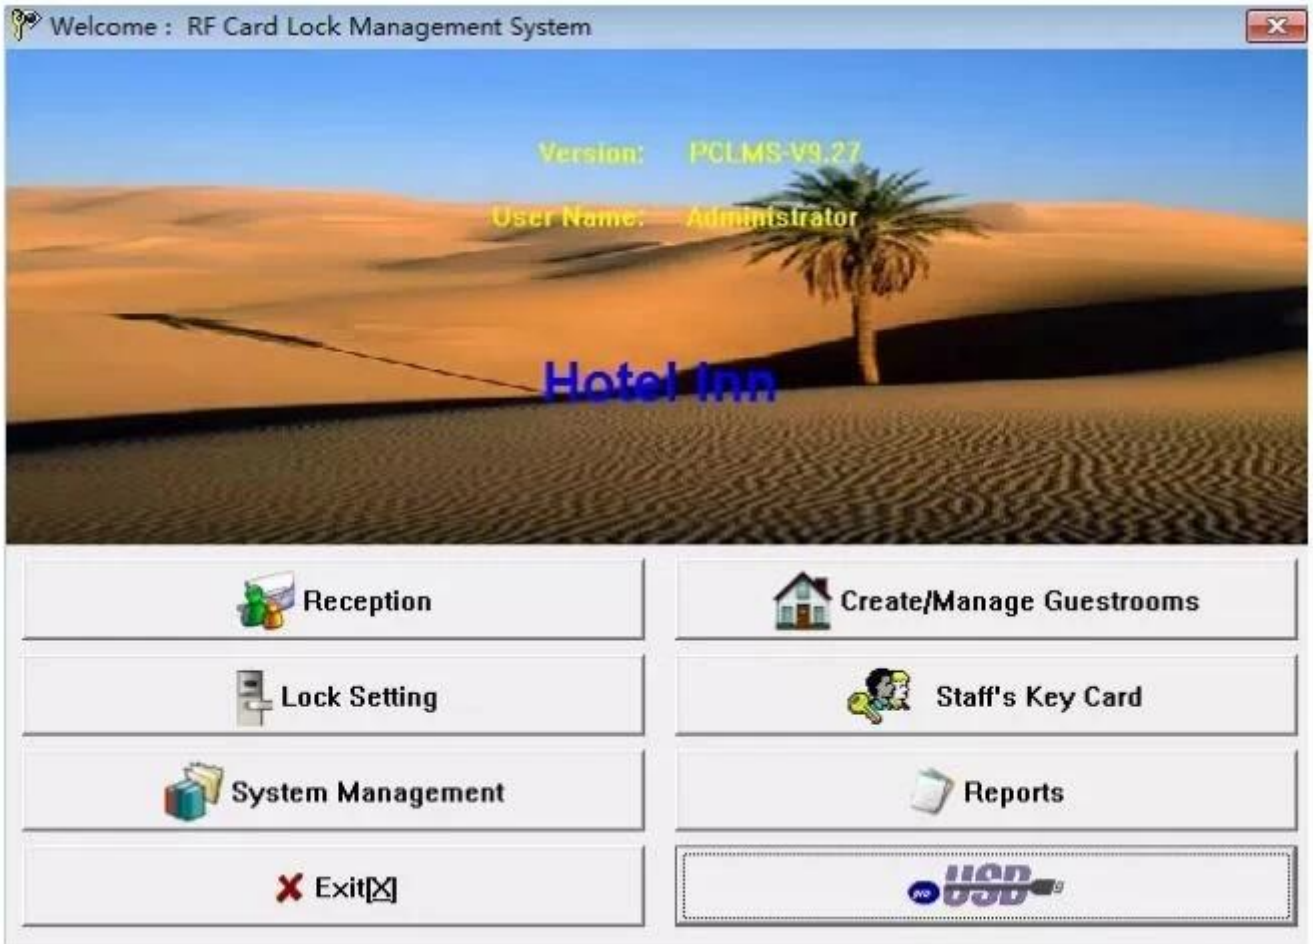 Welcome : RF Card Lock Management System
Version: PCLMS-V9.27
User Name: Administrator
Hotel Inn
Reception
Create/Manage Guestrooms
Lock Setting
Staff's Key Card
System Management
Reports
Exit[X]
pro USB